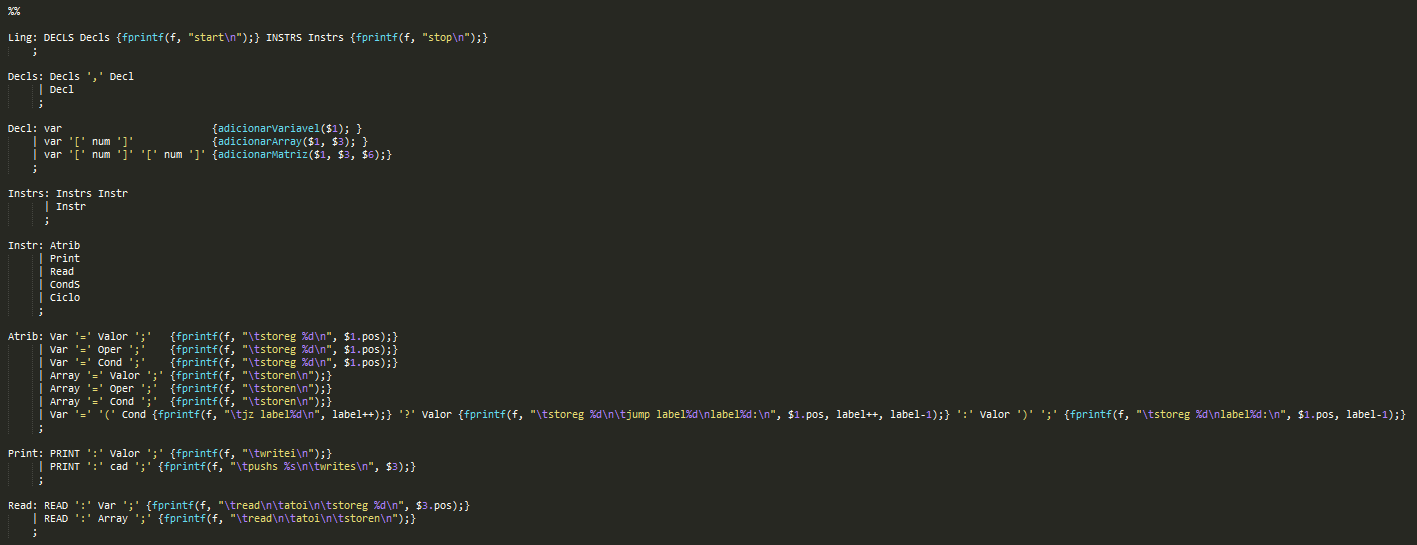 %%
Ling: DECLS Decls {fprintf(f, "start\n");} INSTRS Instrs {fprintf(f, "stop\n");}
;
Decls: Decls ',' Decl
| Decl
;
Decl: var {adicionarVariavel($1); }
| var '[' num ']' {adicionarArray($1, $3); }
| var '[' num ']' '[' num ']' {adicionarMatriz($1, $3, $6);}
;
Instrs: Instrs Instr
| Instr
;
Instr: Atrib
| Print
| Read
| CondS
| Ciclo
;
Atrib: Var '=' Valor ';' {fprintf(f, "\tstoreg %d\n", $1.pos);}
| Var '=' Oper ';' {fprintf(f, "\tstoreg %d\n", $1.pos);}
| Var '=' Cond ';' {fprintf(f, "\tstoreg %d\n", $1.pos);}
| Array '=' Valor ';' {fprintf(f, "\tstoren\n");}
| Array '=' Oper ';' {fprintf(f, "\tstoren\n");}
| Array '=' Cond ';' {fprintf(f, "\tstoren\n");}
| Var '=' '(' Cond {fprintf(f, "\tjz label%d\n", label++);} '?' Valor {fprintf(f, "\tstoreg %d\n\tjump label%d\nlabel%d:\n", $1.pos, label++, label-1);} ':' Valor ')' ';' {fprintf(f, "\tstoreg %d\nlabel%d:\n", $1.pos, label-1);}
;
Print: PRINT ':' Valor ';' {fprintf(f, "\twritei\n");}
| PRINT ':' cad ';' {fprintf(f, "\tpushs %s\n\twrites\n", $3);}
;
Read: READ ':' Var ';' {fprintf(f, "\tread\n\tatoi\n\tstoreg %d\n", $3.pos);}
| READ ':' Array ';' {fprintf(f, "\tread\n\tatoi\n\tstoren\n");}
;